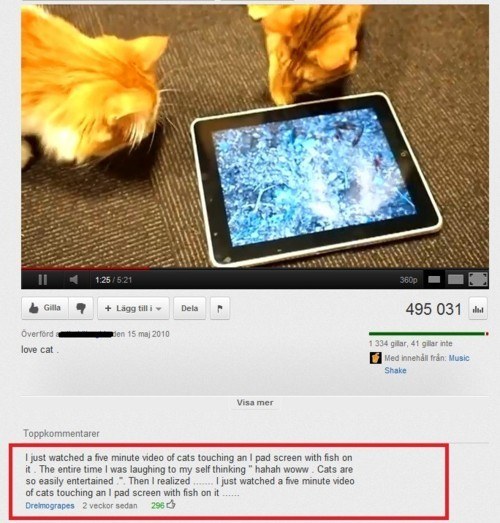 1:25 / 5:21
360p
Gilla
+ Lägg till i
Dela
495 031
Överförd a
den 15 maj 2010
love cat .
1 334 gillar, 41 gillar inte
Med innehåll från: Music
Shake
Visa mer
Toppkommentarer
I just watched a five minute video of cats touching an I pad screen with fish on
it . The entire time I was laughing to my self thinking " hahah woww . Cats are
so easily entertained .". Then I realized ....... I just watched a five minute video
of cats touching an I pad screen with fish on it ......
Drelmograpes 2 veckor sedan 296